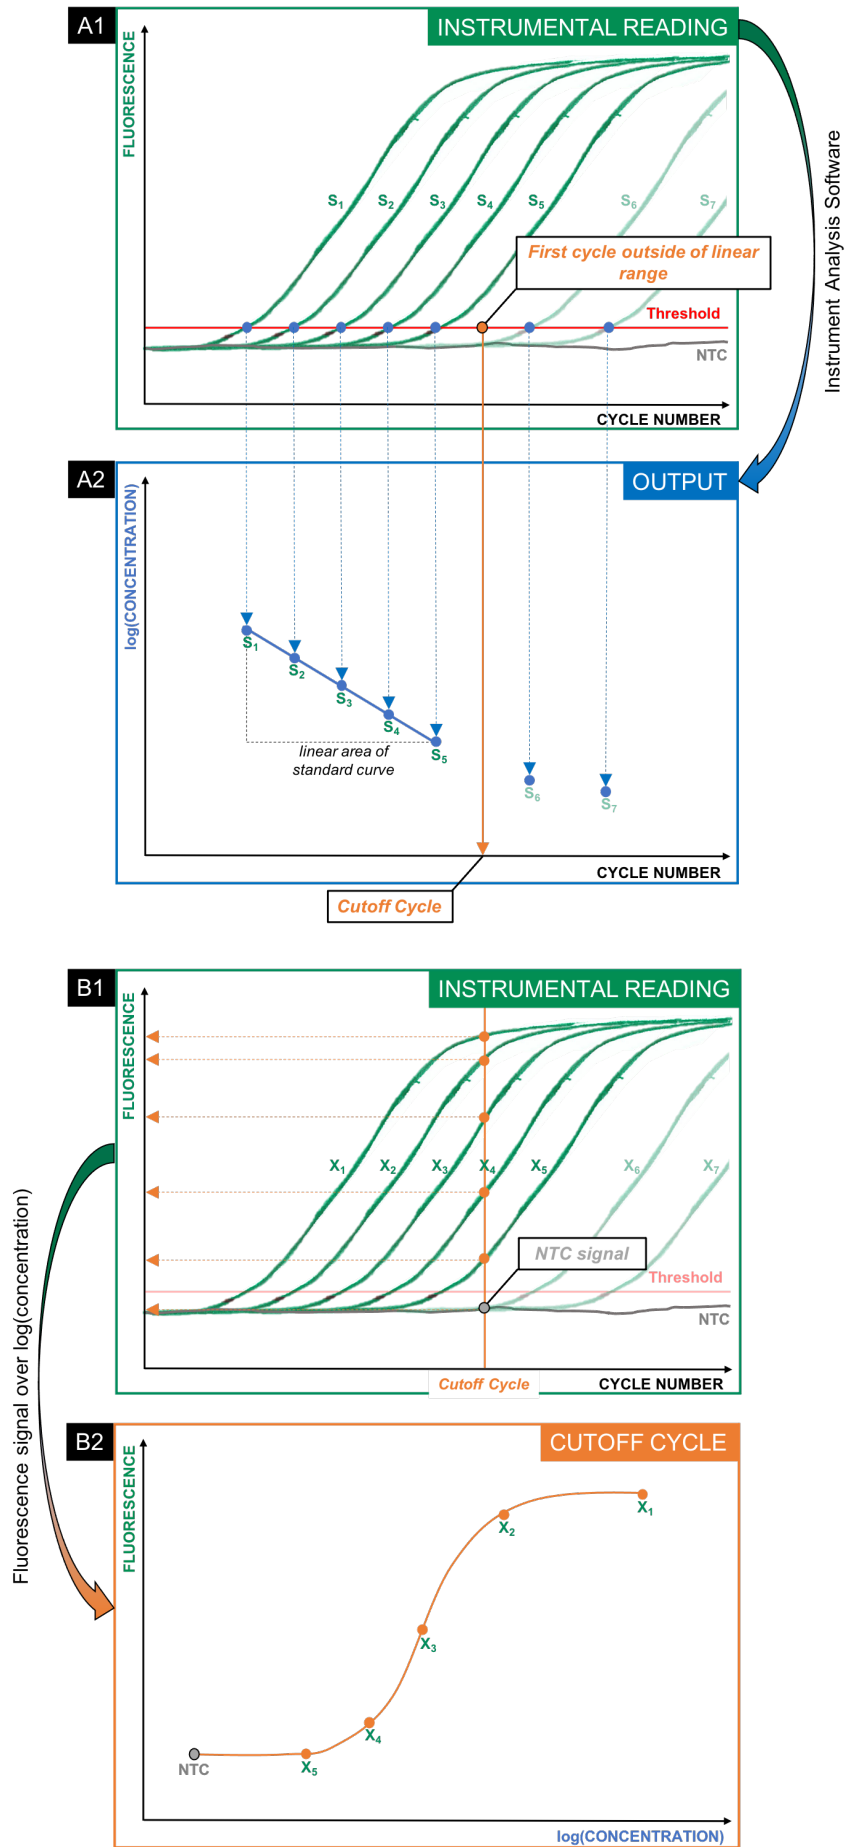 A1
INSTRUMENTAL READING
FLUORESCENCE
S1
S2
S3
S4
S5
S6
S7
First cycle outside of linear
range
Threshold
NTC
CYCLE NUMBER
Instrument Analysis Software
A2
OUTPUT
log(CONCENTRATION)
S1
S2
S3
S4
S5
linear area of
standard curve
S6
S7
CYCLE NUMBER
Cutoff Cycle
B1
INSTRUMENTAL READING
FLUORESCENCE
X1
X2
X3
X4
X5
X6
X7
NTC signal
Threshold
NTC
Cutoff Cycle
CYCLE NUMBER
Fluorescence signal over log(concentration)
B2
CUTOFF CYCLE
FLUORESCENCE
X1
X2
X3
X4
NTC
X5
log(CONCENTRATION)